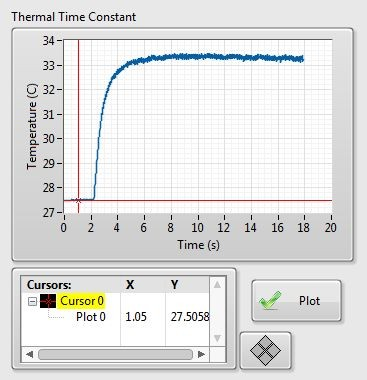 Thermal Time Constant
34
33
32
31
30
29
28
27
Temperature (C)
0 2 4 6 8 10 12 14 16 18 20
Time (s)
Cursors: X Y
Cursor 0
Plot 0 1.05 27.5058
Plot